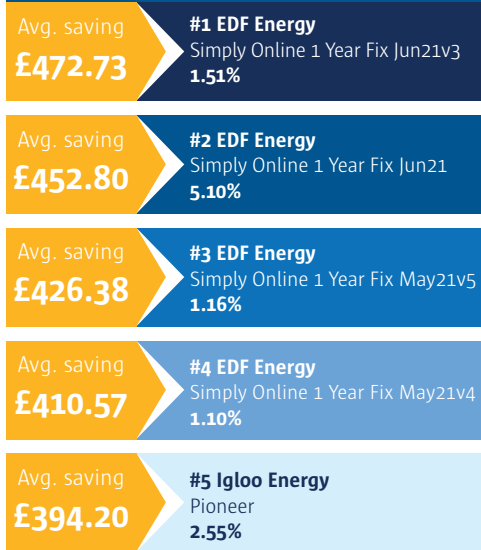 Avg. saving
£472.73
#1 EDF Energy
Simply Online 1 Year Fix Jun21v3
1.51%
Avg. saving
£452.80
#2 EDF Energy
Simply Online 1 Year Fix Jun21
5.10%
Avg. saving
£426.38
#3 EDF Energy
Simply Online 1 Year Fix May21v5
1.16%
Avg. saving
£410.57
#4 EDF Energy
Simply Online 1 Year Fix May21v4
1.10%
Avg. saving
£394.20
#5 Igloo Energy
Pioneer
2.55%